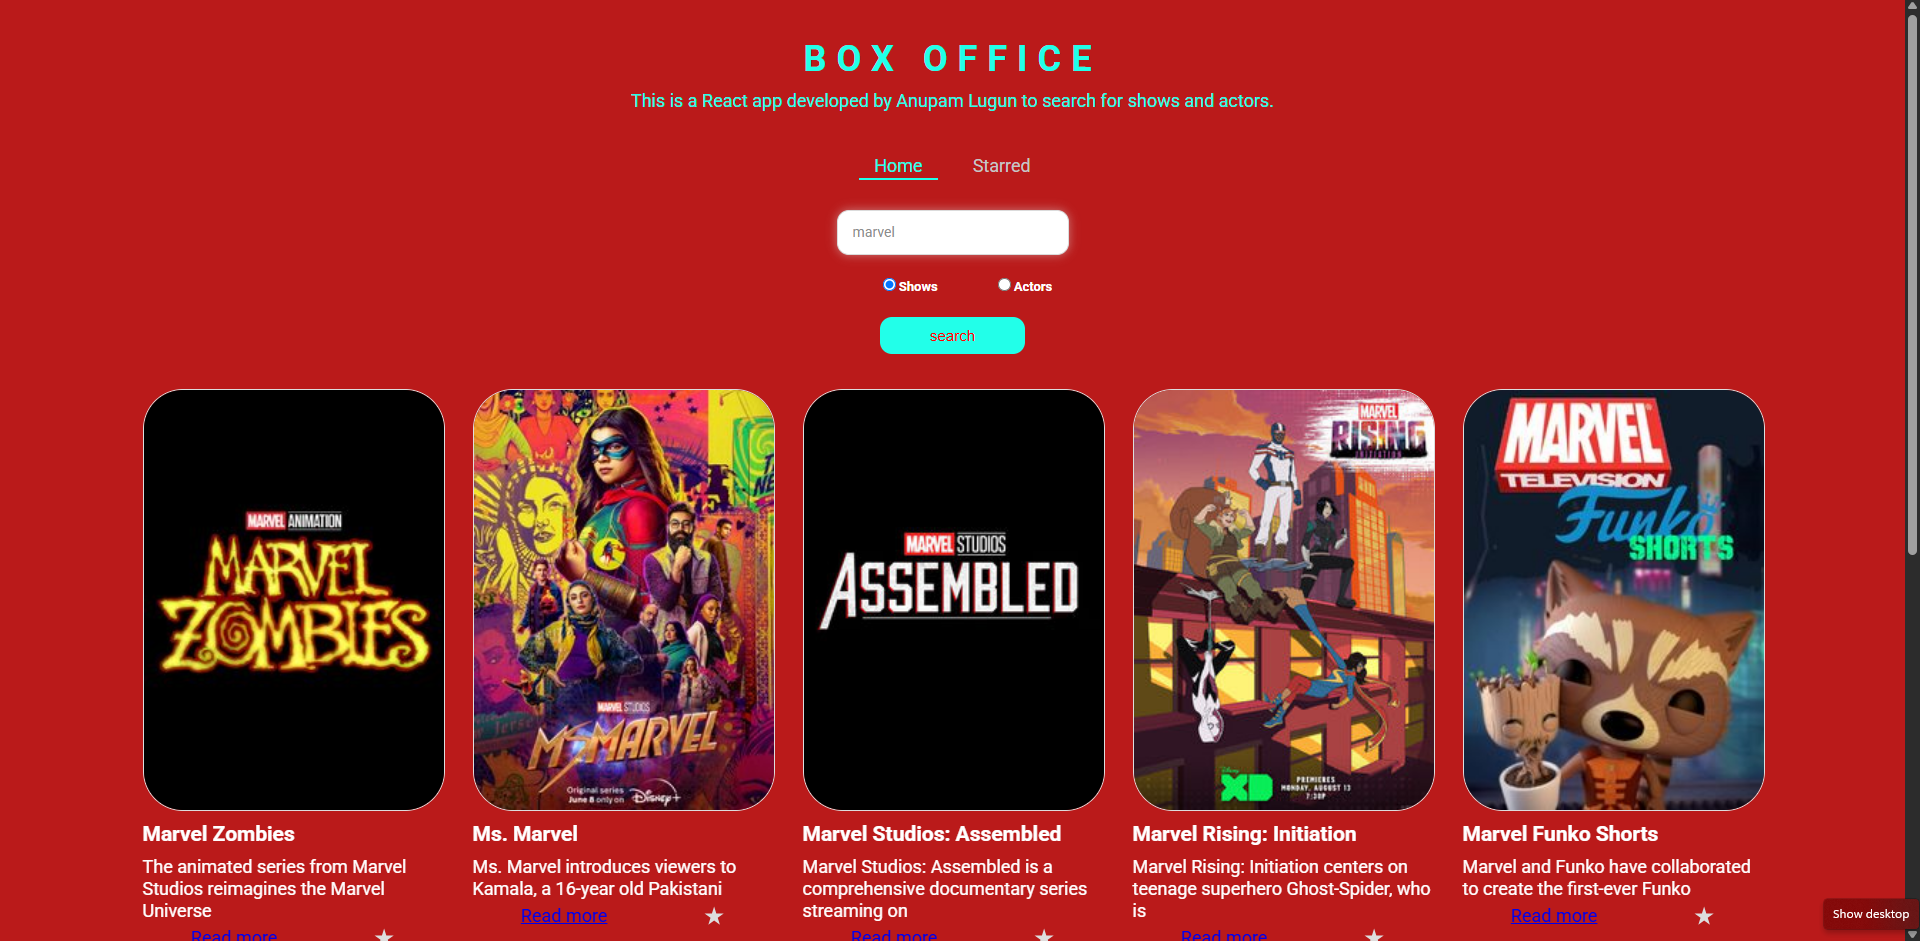 BOX OFFICE
This is a React app developed by Anupam Lugun to search for shows and actors.
Home Starred
marvel
Shows Actors
search
MARVEL ANIMATION
MARVEL
ZOMBIES
MARVEL STUDIOS
MS. MARVEL
Original series
June 8 only on Disney+
MARVEL STUDIOS
ASSEMBLED
MARVEL
RISING
INITIATION
Disney XD
PREMIERES
MONDAY, AUGUST 13
7:30P
MARVEL
TELEVISION
Funko
SHORTS
Marvel Zombies
The animated series from Marvel
Studios reimagines the Marvel
Universe
Read more
Ms. Marvel
Ms. Marvel introduces viewers to
Kamala, a 16-year old Pakistani
Read more
Marvel Studios: Assembled
Marvel Studios: Assembled is a
comprehensive documentary series
streaming on
Read more
Marvel Rising: Initiation
Marvel Rising: Initiation centers on
teenage superhero Ghost-Spider, who
is
Read more
Marvel Funko Shorts
Marvel and Funko have collaborated
to create the first-ever Funko
Read more
Show desktop